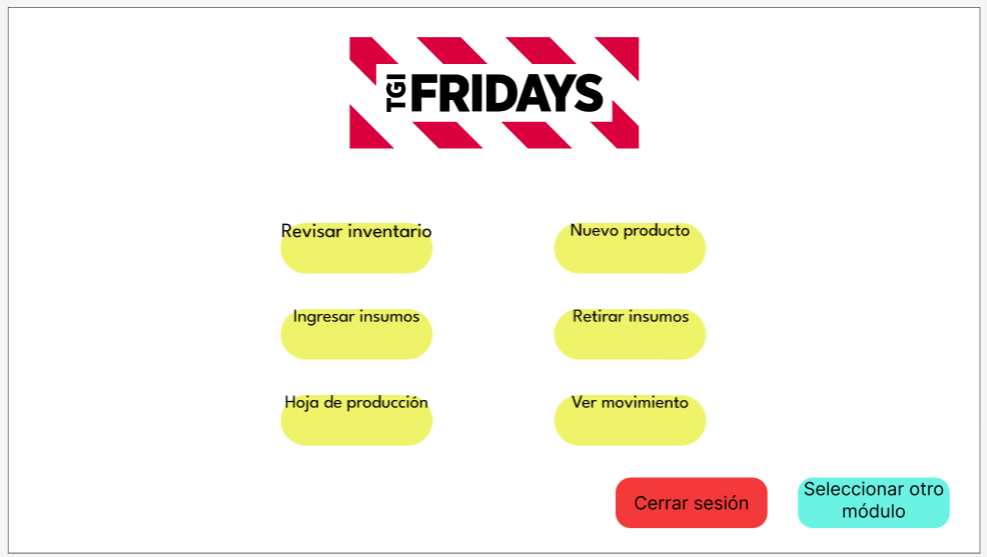 TGI FRIDAYS
Revisar inventario
Nuevo producto
Ingresar insumos
Retirar insumos
Hoja de producción
Ver movimiento
Cerrar sesión
Seleccionar otro
módulo